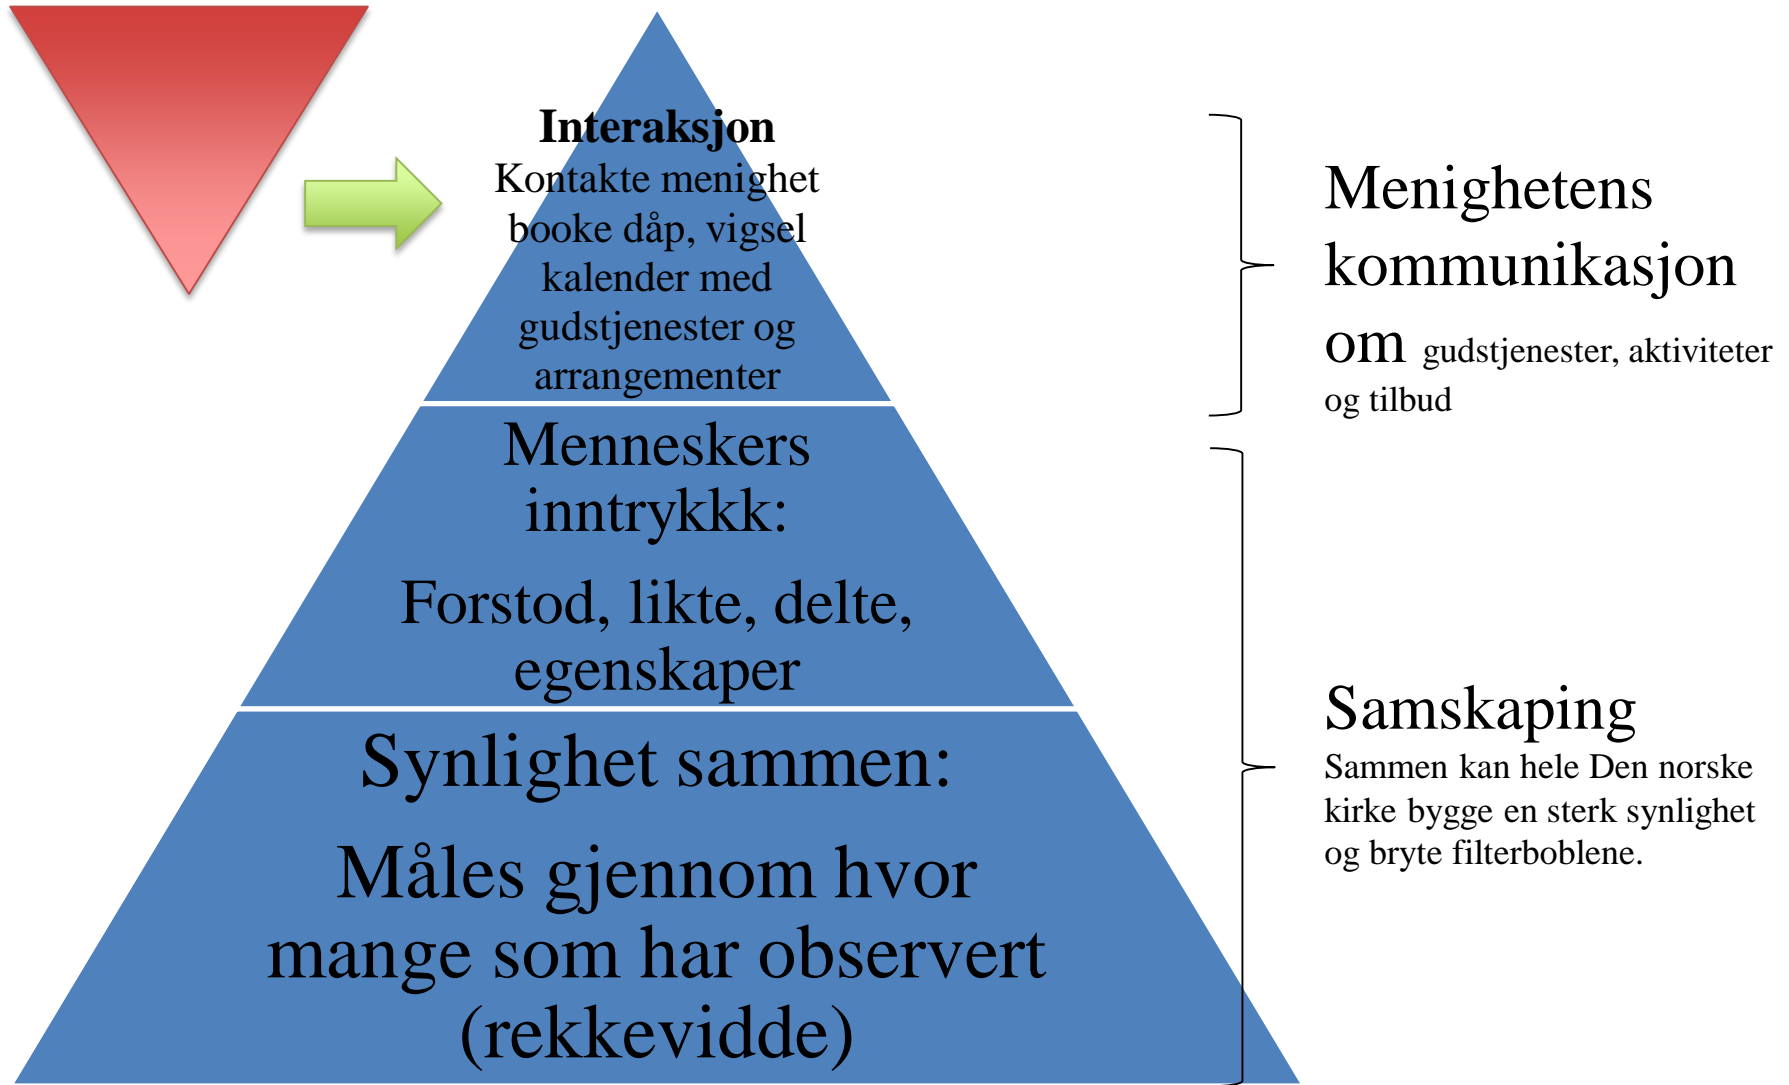 Interaksjon
Kontakte menighet
booke dåp, vigsel
kalender med
gudstjenester og
arrangementer
Menneskers
inntrykkk:
Forstod, likte, delte,
egenskaper
Synlighet sammen:
Måles gjennom hvor
mange som har observert
(rekkevidde)
Menighetens
kommunikasjon
om gudstjenester, aktiviteter
og tilbud
Samskaping
Sammen kan hele Den norske
kirke bygge en sterk synlighet
og bryte filterboblene.